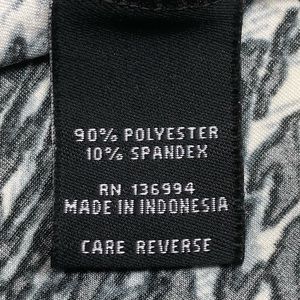 90% POLYESTER
10% SPANDEX
RN 136994
MADE IN INDONESIA
CARE REVERSE